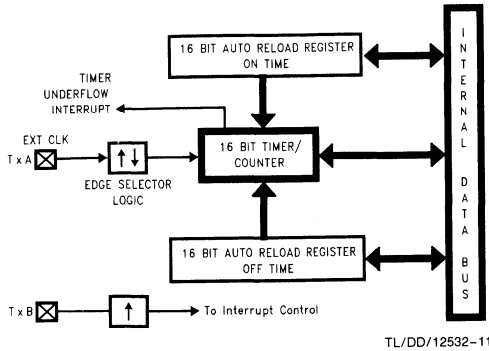 16 BIT AUTO RELOAD REGISTER
ON TIME
TIMER
UNDERFLOW
INTERRUPT
EXT CLK
TxA
16 BIT TIMER/
COUNTER
EDGE SELECTOR
LOGIC
16 BIT AUTO RELOAD REGISTER
OFF TIME
TxB
To Interrupt Control
INTERNAL DATA BUS
TL/DD/12532-11